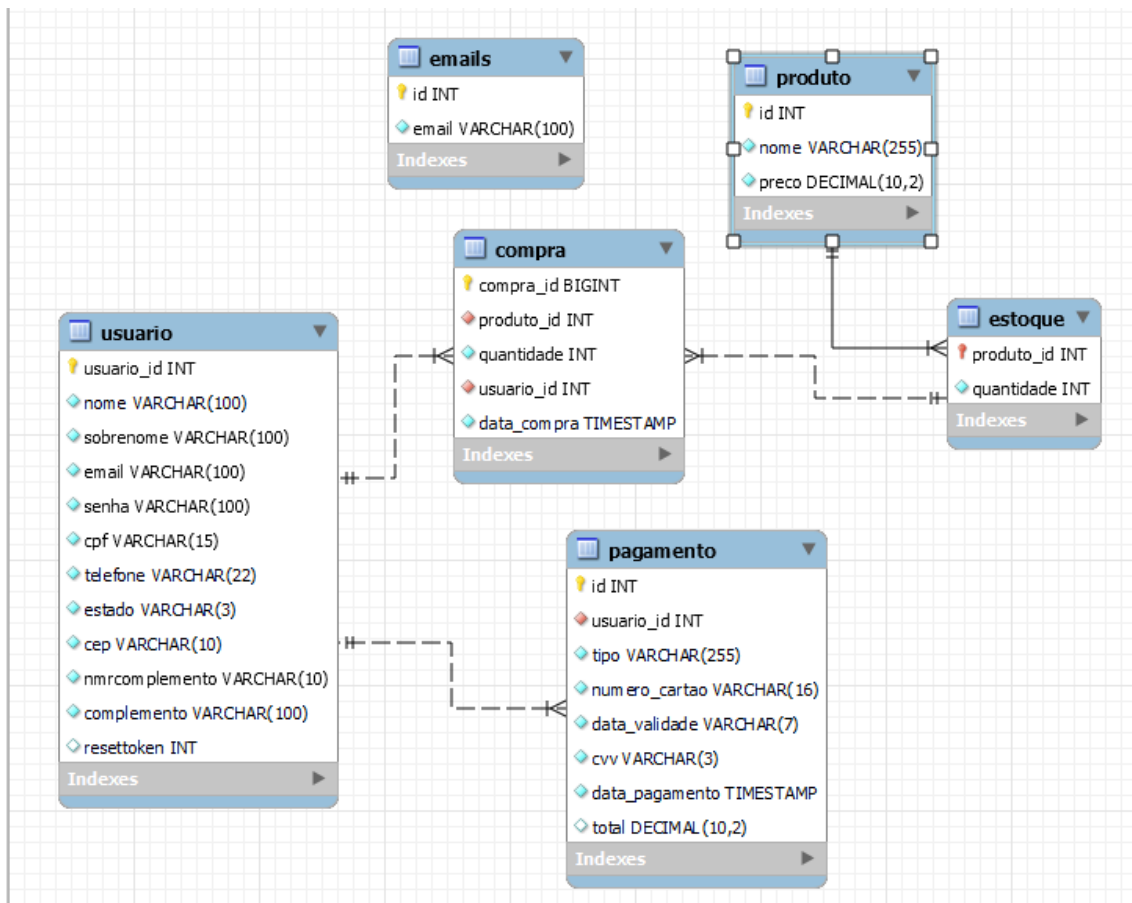 emails
id INT
email VARCHAR(100)
Indexes
produto
id INT
nome VARCHAR(255)
preco DECIMAL(10,2)
Indexes
compra
compra_id BIGINT
produto_id INT
quantidade INT
usuario_id INT
data_compra TIMESTAMP
Indexes
usuario
usuario_id INT
nome VARCHAR(100)
sobrenome VARCHAR(100)
email VARCHAR(100)
senha VARCHAR(100)
cpf VARCHAR(15)
telefone VARCHAR(22)
estado VARCHAR(3)
cep VARCHAR(10)
nmrcomplemento VARCHAR(10)
complemento VARCHAR(100)
resettoken INT
Indexes
estoque
produto_id INT
quantidade INT
Indexes
pagamento
id INT
usuario_id INT
tipo VARCHAR(255)
numero_cartao VARCHAR(16)
data_validade VARCHAR(7)
cvv VARCHAR(3)
data_pagamento TIMESTAMP
total DECIMAL(10,2)
Indexes